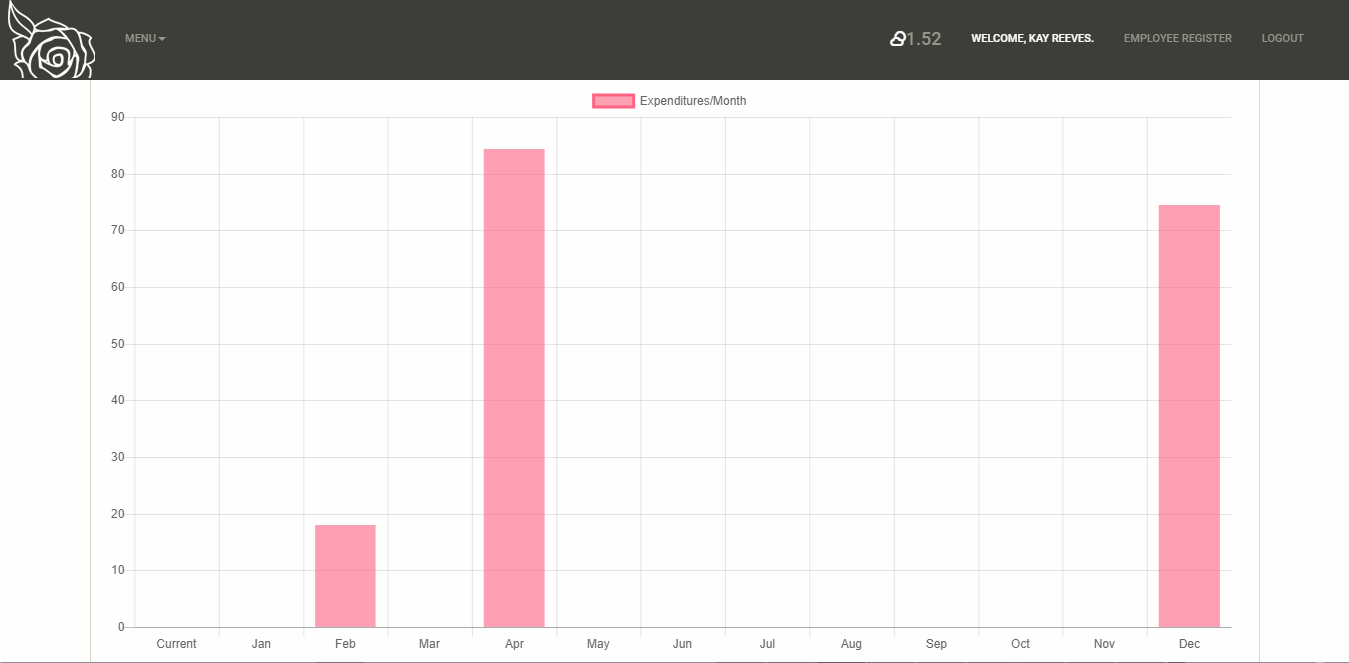 MENU
1.52
WELCOME, KAY REEVES.
EMPLOYEE REGISTER
LOGOUT
Expenditures/Month
90
80
70
60
50
40
30
20
10
0
Current Jan Feb Mar Apr May Jun Jul Aug Sep Oct Nov Dec